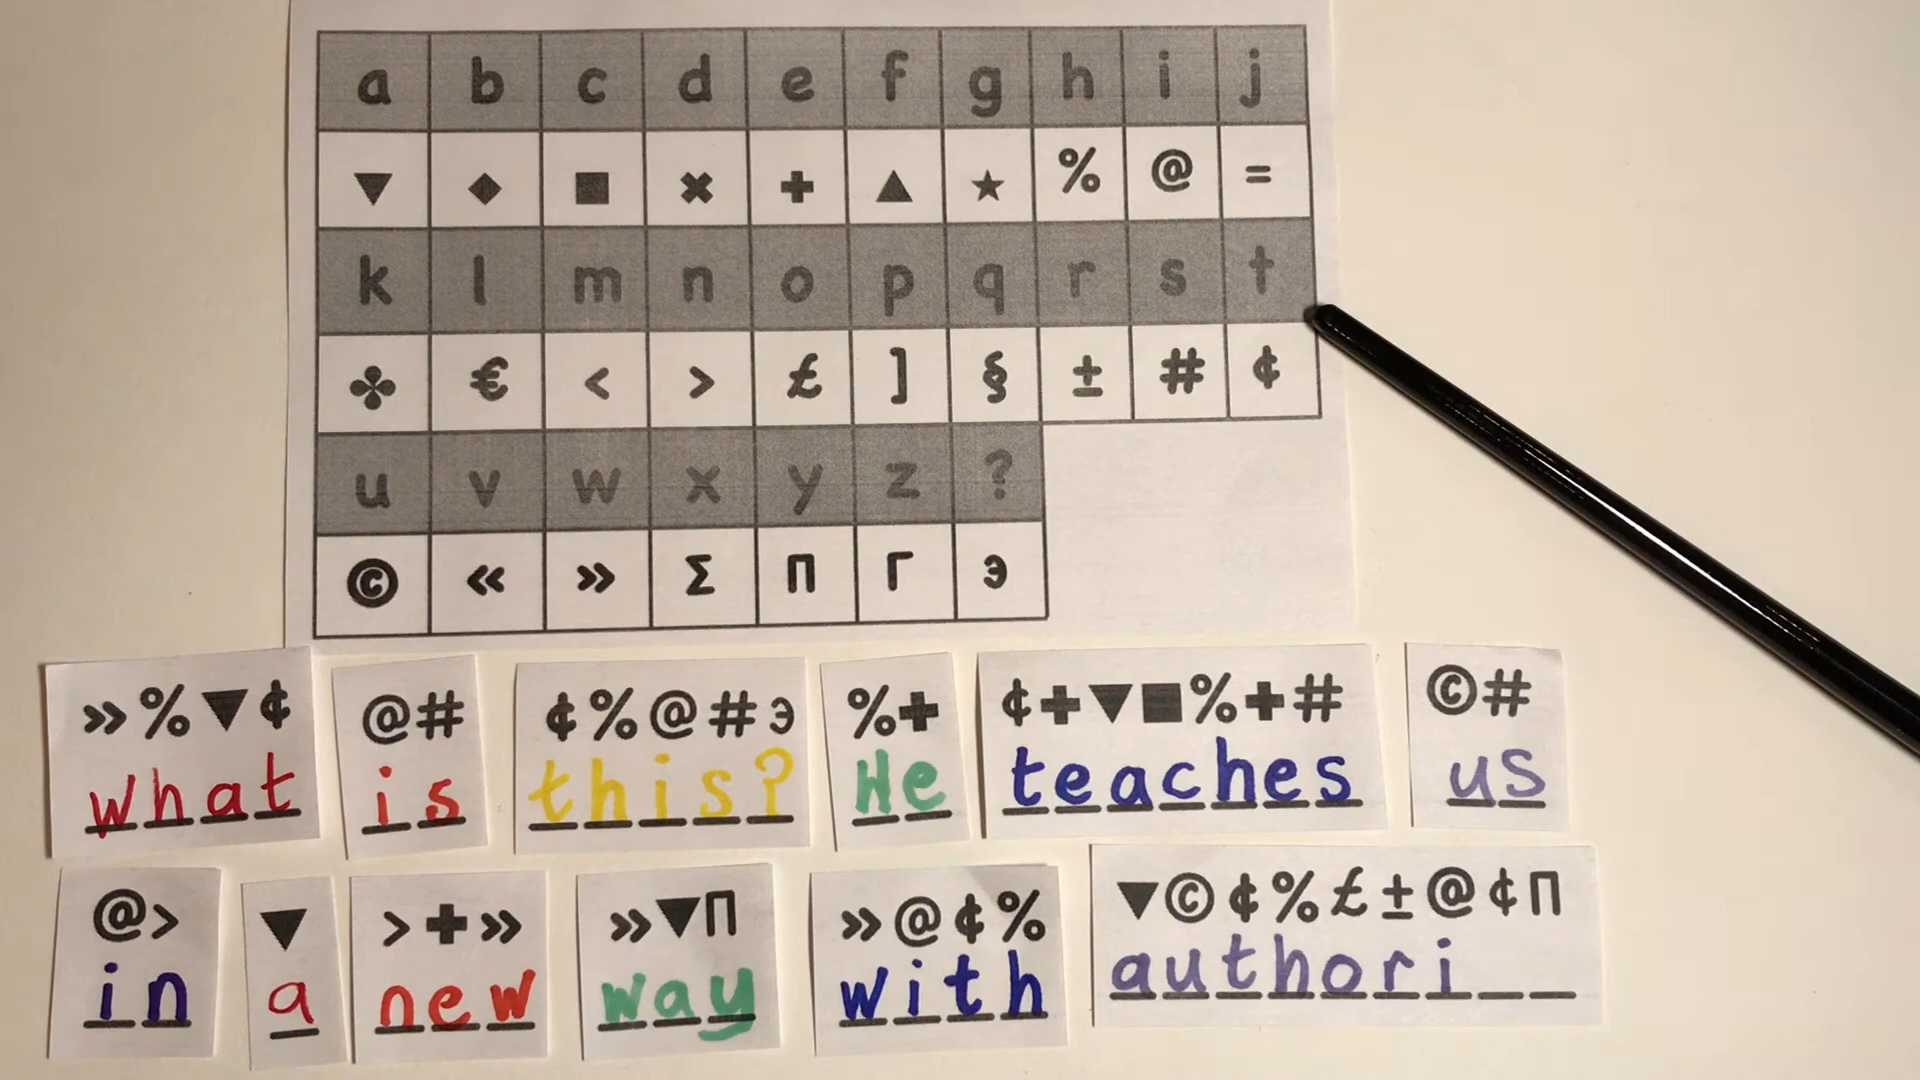 a b c d e f g h i j
▼ ◆ ■ ✖ ✚ ▲ ★ % @ =
k l m n o p q r s t
♣ € < > £ ] § ± # ¢
u v w x y z ?
© « » Σ П Г э
»%▼¢ @# ¢%@#э %✚ ¢✚▼■%✚# ©#
what is this? He teaches us
@> ▼ >✚» »▼П »@¢% ▼©¢%£±@¢П
in a new way with authori__